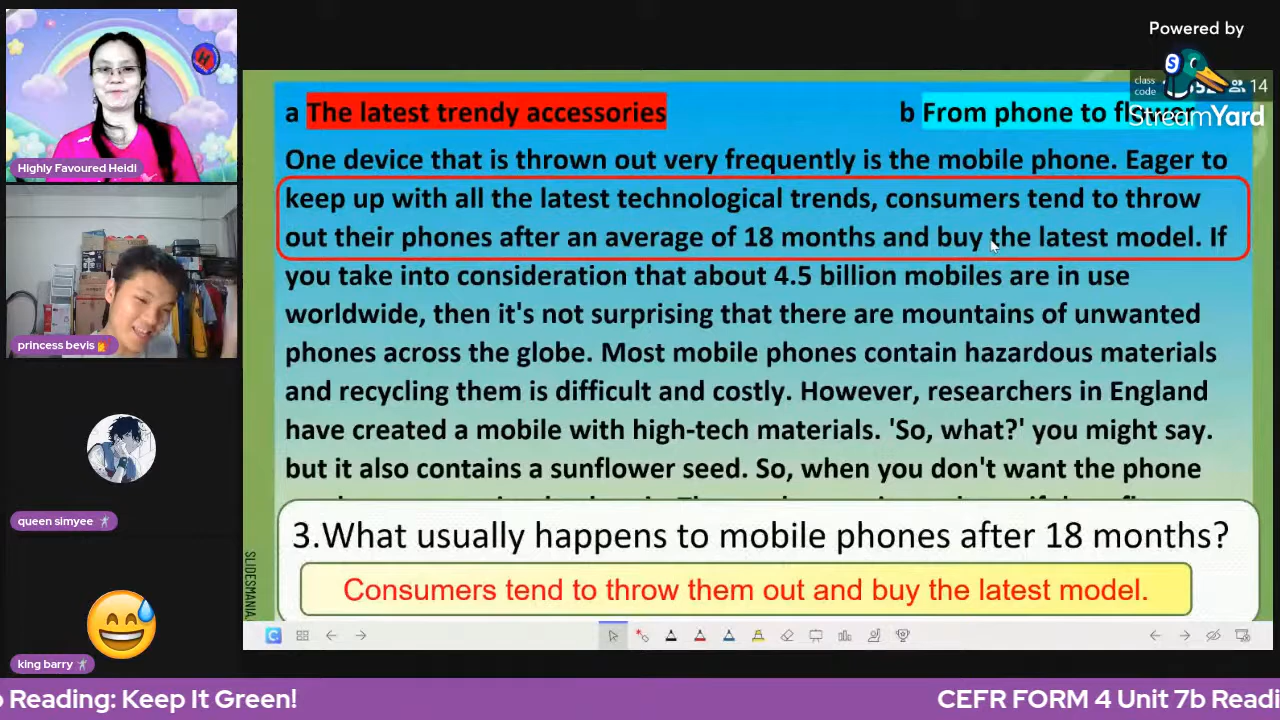 Powered by
StreamYard
class
code
14
a The latest trendy accessories
b From phone to flower
One device that is thrown out very frequently is the mobile phone. Eager to
keep up with all the latest technological trends, consumers tend to throw
out their phones after an average of 18 months and buy the latest model. If
you take into consideration that about 4.5 billion mobiles are in use
worldwide, then it's not surprising that there are mountains of unwanted
phones across the globe. Most mobile phones contain hazardous materials
and recycling them is difficult and costly. However, researchers in England
have created a mobile with high-tech materials. 'So, what?' you might say.
but it also contains a sunflower seed. So, when you don't want the phone
3.What usually happens to mobile phones after 18 months?
Consumers tend to throw them out and buy the latest model.
SLIDESMANIA
Highly Favoured Heidi
princess bevis
queen simyee
king barry
Reading: Keep It Green!
CEFR FORM 4 Unit 7b Readi